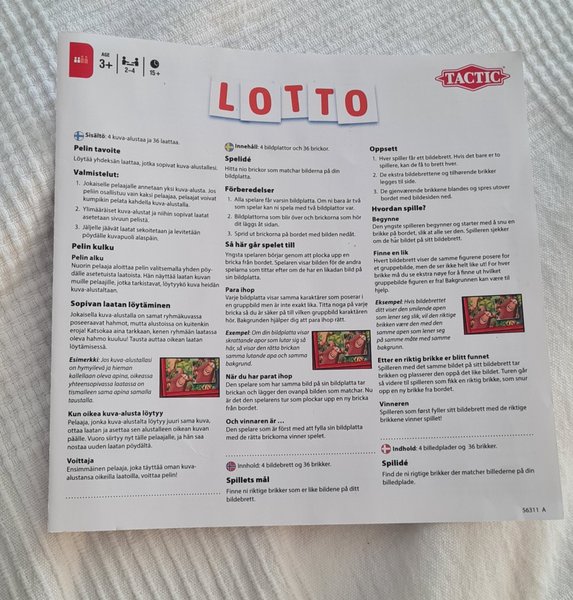 AGE
3+
2–4
15+
LOTTO
TACTIC
Sisältö: 4 kuva-alustaa ja 36 laattaa.
Pelin tavoite
Löytää yhdeksän laattaa, jotka sopivat kuva-alustallesi.
Valmistelut:
1. Jokaiselle pelaajalle annetaan yksi kuva-alusta. Jos
peliin osallistuu vain kaksi pelaajaa, pelaajat voivat
kumpikin pelata kahdella kuva-alustalla.
2. Ylimääräiset kuva-alustat ja niihin sopivat laatat
asetetaan sivuun pelistä.
3. Jäljelle jäävät laatat sekoitetaan ja levitetään
pöydälle kuvapuoli alaspäin.
Pelin kulku
Pelin alku
Nuorin pelaaja aloittaa pelin valitsemalla yhden pöy-
dälle asetetuista laatoista. Hän näyttää laatan kuvan
muille pelaajille, jotka tarkistavat, löytyykö kuva heidän
kuva-alustaltaan.
Sopivan laatan löytäminen
Jokaisella kuva-alustalla on samat ryhmäkuvassa
poseeraavat hahmot, mutta alustoissa on kuitenkin
eroja! Katsokaa aina tarkkaan, kenen ryhmään laatassa
oleva hahmo kuuluu! Tausta auttaa oikean laatan
löytämisessä.
Esimerkki: Jos kuva-alustallasi
on hymyilevä ja hieman
kallellaan oleva apina, oikeassa
yhteensopivassa laatassa on
tismalleen sama apina samalla
taustalla.
Kun oikea kuva-alusta löytyy
Pelaaja, jonka kuva-alustalta löytyy juuri sama kuva,
ottaa laatan ja asettaa sen alustalleen oikean kuvan
päälle. Vuoro siirtyy nyt tälle pelaajalle, ja hän saa
nostaa uuden laatan pöydältä.
Voittaja
Ensimmäinen pelaaja, joka täyttää oman kuva-
alustansa oikeilla laatoilla, voittaa pelin!
Innehåll: 4 bildplattor och 36 brickor.
Spelidé
Hitta nio brickor som matchar bilderna på din
bildplatta.
Förberedelser
1. Alla spelare får varsin bildplatta. Om ni bara är två
som spelar kan ni spela med två bildplattor var.
2. Bildplattorna som blir över och brickorna som hör
dit läggs åt sidan.
3. Sprid ut brickorna på bordet med bilden nedåt.
Så här går spelet till
Yngsta spelaren börjar genom att plocka upp en
bricka från bordet. Spelaren visar bilden för de andra
spelarna som tittar efter om de har en likadan bild på
sin bildplatta.
Para ihop
Varje bildplatta visar samma karaktärer som poserar i
en gruppbild men är inte exakt lika. Titta noga på varje
bricka så du är säker på till vilken gruppbild karaktären
hör. Bakgrunden hjälper dig att para ihop rätt.
Exempel: Om din bildplatta visar en
skrattande apor som lutar sig så
här, så visar den rätta brickan
samma lutande apa och samma
bakgrund.
När du har parat ihop
Den spelare som har samma bild på sin bildplatta tar
brickan och lägger den ovanpå bilden som matchar. Nu
är det den spelarens tur som plockar upp en ny bricka
från bordet.
Och vinnaren är ...
Den spelare som är först med att fylla sin bildplatta
med de rätta brickorna vinner spelet.
Innhold: 4 bildebrett og 36 brikker.
Spillets mål
Finne ni riktige brikker som er like bildene på ditt
bildebrett.
Oppsett
1. Hver spiller får ett bildebrett. Hvis det bare er to
spillere, kan de få to brett hver.
2. De ekstra bildebrettene og tilhørende brikker
legges til side.
3. De gjenværende brikkene blandes og spres utover
bordet med bildesiden ned.
Hvordan spille?
Begynne
Den yngste spilleren begynner og starter med å snu en
brikke på bordet, slik at alle ser den. Spilleren sjekker
om de har bildet på sitt bildebrett.
Finne en lik
Hvert bildebrett viser de samme figurene posere for
et gruppebilde, men de ser ikke helt like ut! For hver
brikke må du se ekstra nøye for å finne ut hvilket
gruppebilde figuren er fra! Bakgrunnen kan være til
hjelp.
Eksempel: Hvis bildebrettet
ditt viser den smilende apen
som lener seg slik, vil den riktige
brikken være den med den
samme apen som lener seg
på samme måte med samme
bakgrunn.
Etter en riktig brikke er blitt funnet
Spilleren med det samme bildet på sitt bildebrett tar
brikken og plasserer den oppå det like bildet. Turen går
så videre til spilleren som fikk en riktig brikke, som snur
opp en ny brikke fra bordet.
Vinneren
Spilleren som først fyller sitt bildebrett med de riktige
brikkene vinner spillet!
Indhold: 4 billedplader og 36 brikker.
Spilidé
Find de ni rigtige brikker der matcher billederne på din
billedplade.
56311 A